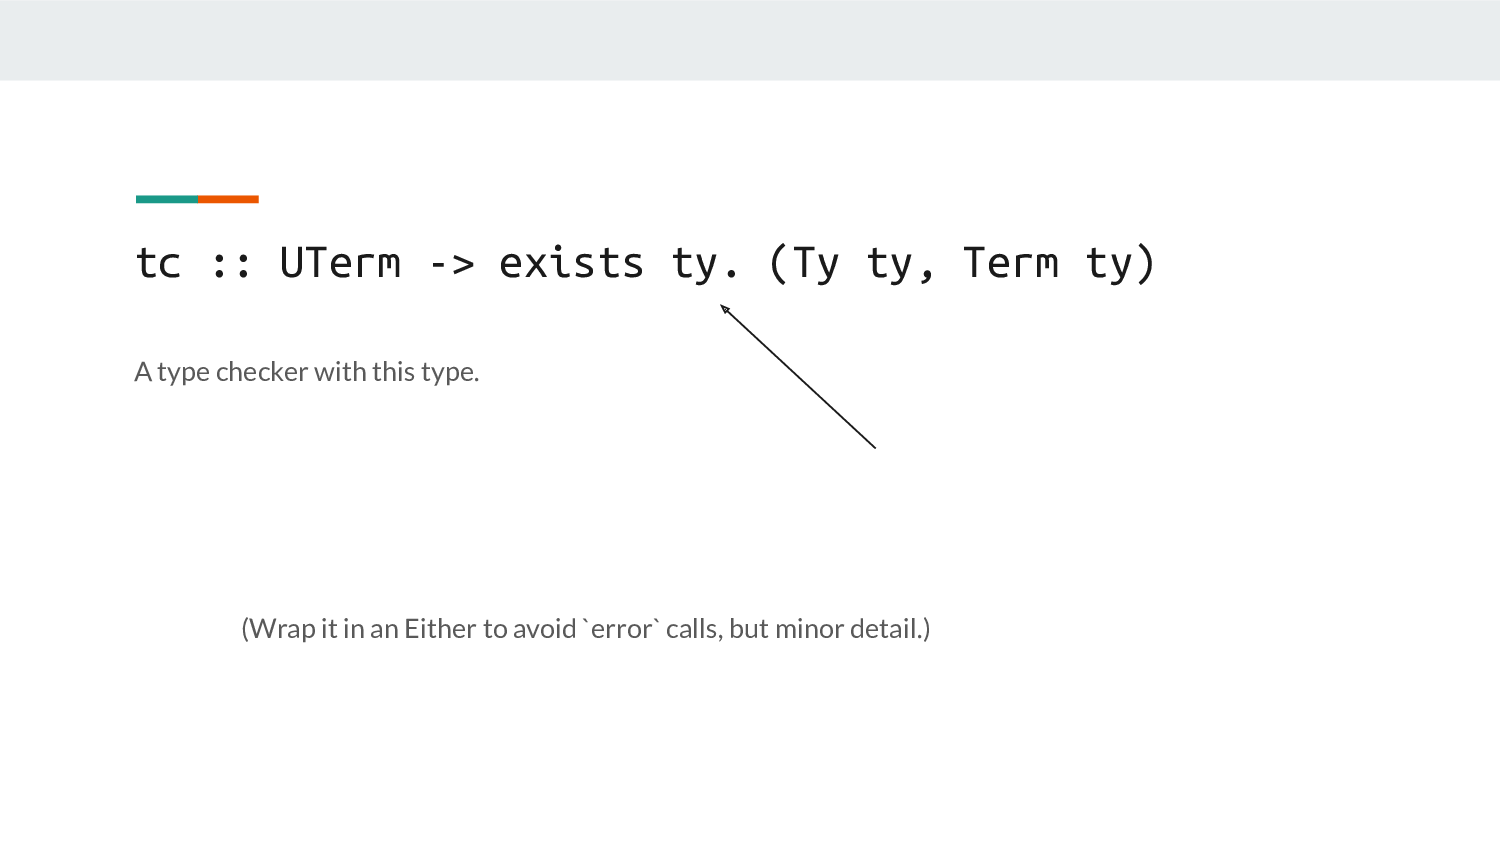 tc :: UTerm -> exists ty. (Ty ty, Term ty)
A type checker with this type.
(Wrap it in an Either to avoid `error` calls, but minor detail.)